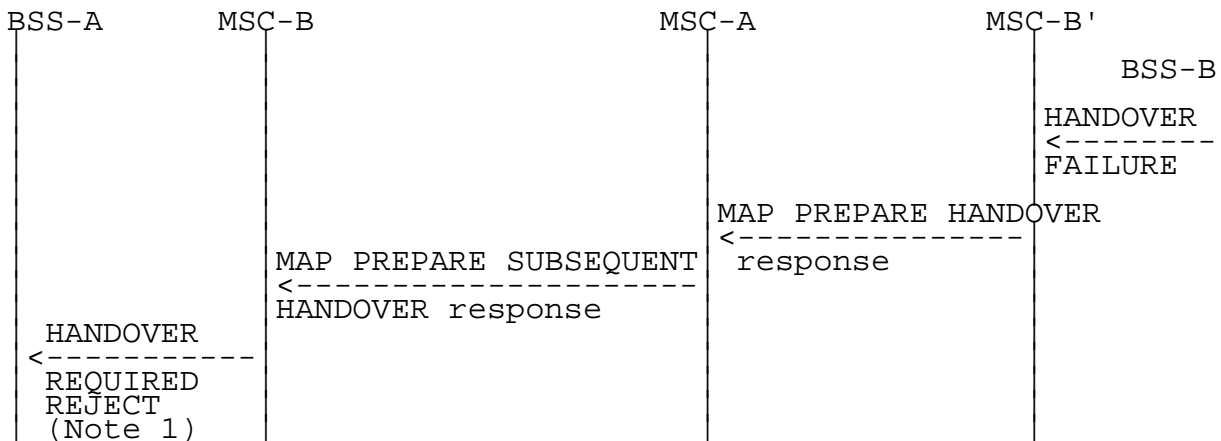 BSS-A MSC-B MSC-A MSC-B'
BSS-B
HANDOVER
<--------
FAILURE
MAP PREPARE HANDOVER
<---------------
MAP PREPARE SUBSEQUENT response
<---------------------
HANDOVER response
HANDOVER
<-----------
REQUIRED
REJECT
(Note 1)